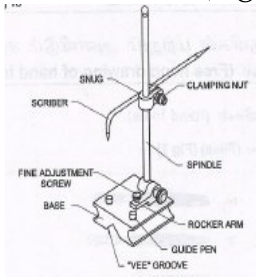 SNUG
CLAMPING NUT
SCRIBER
SPINDLE
FINE ADJUSTMENT
SCREW
BASE
ROCKER ARM
GUIDE PEN
"VEE" GROOVE